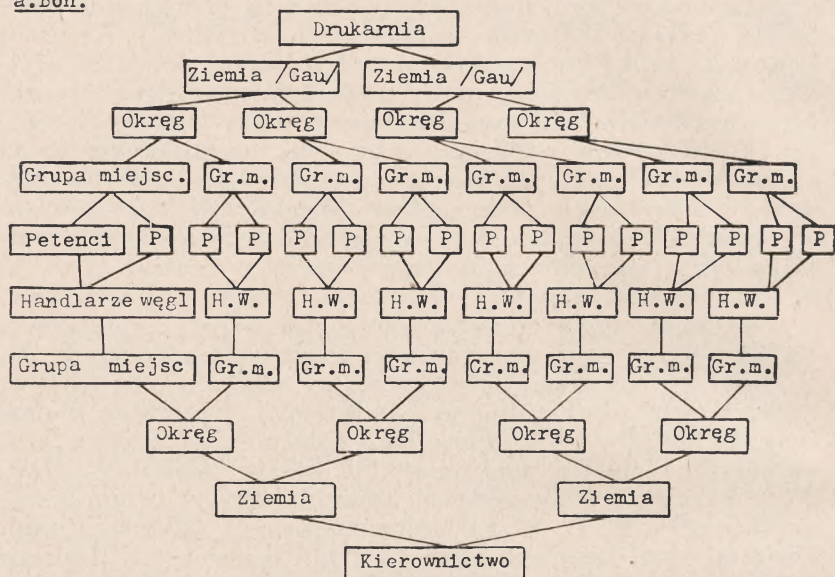 a.Bon.
Drukarnia
Ziemia /Gau/ Ziemia /Gau/
Okręg Okręg Okręg Okręg
Grupa miejsc. Gr.m. Gr.m. Gr.m. Gr.m. Gr.m. Gr.m. Gr.m.
Petenci P P P P P P P P P P P P P P P
Handlarze węgl H.W. H.W. H.W. H.W. H.W. H.W. H.W.
Grupa miejsc Gr.m. Gr.m. Gr.m. Gr.m. Gr.m. Gr.m. Gr.m.
Okręg Okręg Okręg Okręg
Ziemia Ziemia
Kierownictwo